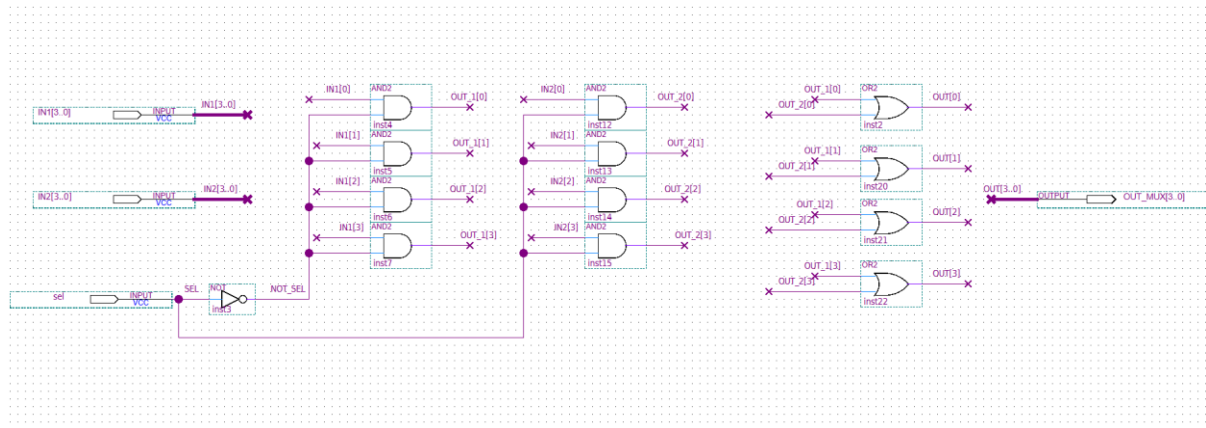 IN1[3..0]
INPUT
VCC
IN1[3..0]
IN2[3..0]
INPUT
VCC
IN2[3..0]
sel
INPUT
VCC
SEL
NOT
inst3
NOT_SEL
IN1[0]
AND2
inst4
OUT_1[0]
IN1[1]
AND2
inst5
OUT_1[1]
IN1[2]
AND2
inst6
OUT_1[2]
IN1[3]
AND2
inst7
OUT_1[3]
IN2[0]
AND2
inst12
OUT_2[0]
IN2[1]
AND2
inst13
OUT_2[1]
IN2[2]
AND2
inst14
OUT_2[2]
IN2[3]
AND2
inst15
OUT_2[3]
OUT_1[0]
OUT_2[0]
OR2
inst2
OUT[0]
OUT_1[1]
OUT_2[1]
OR2
inst20
OUT[1]
OUT_1[2]
OUT_2[2]
OR2
inst21
OUT[2]
OUT_1[3]
OUT_2[3]
OR2
inst22
OUT[3]
OUT[3..0]
OUTPUT
OUT_MUX[3..0]